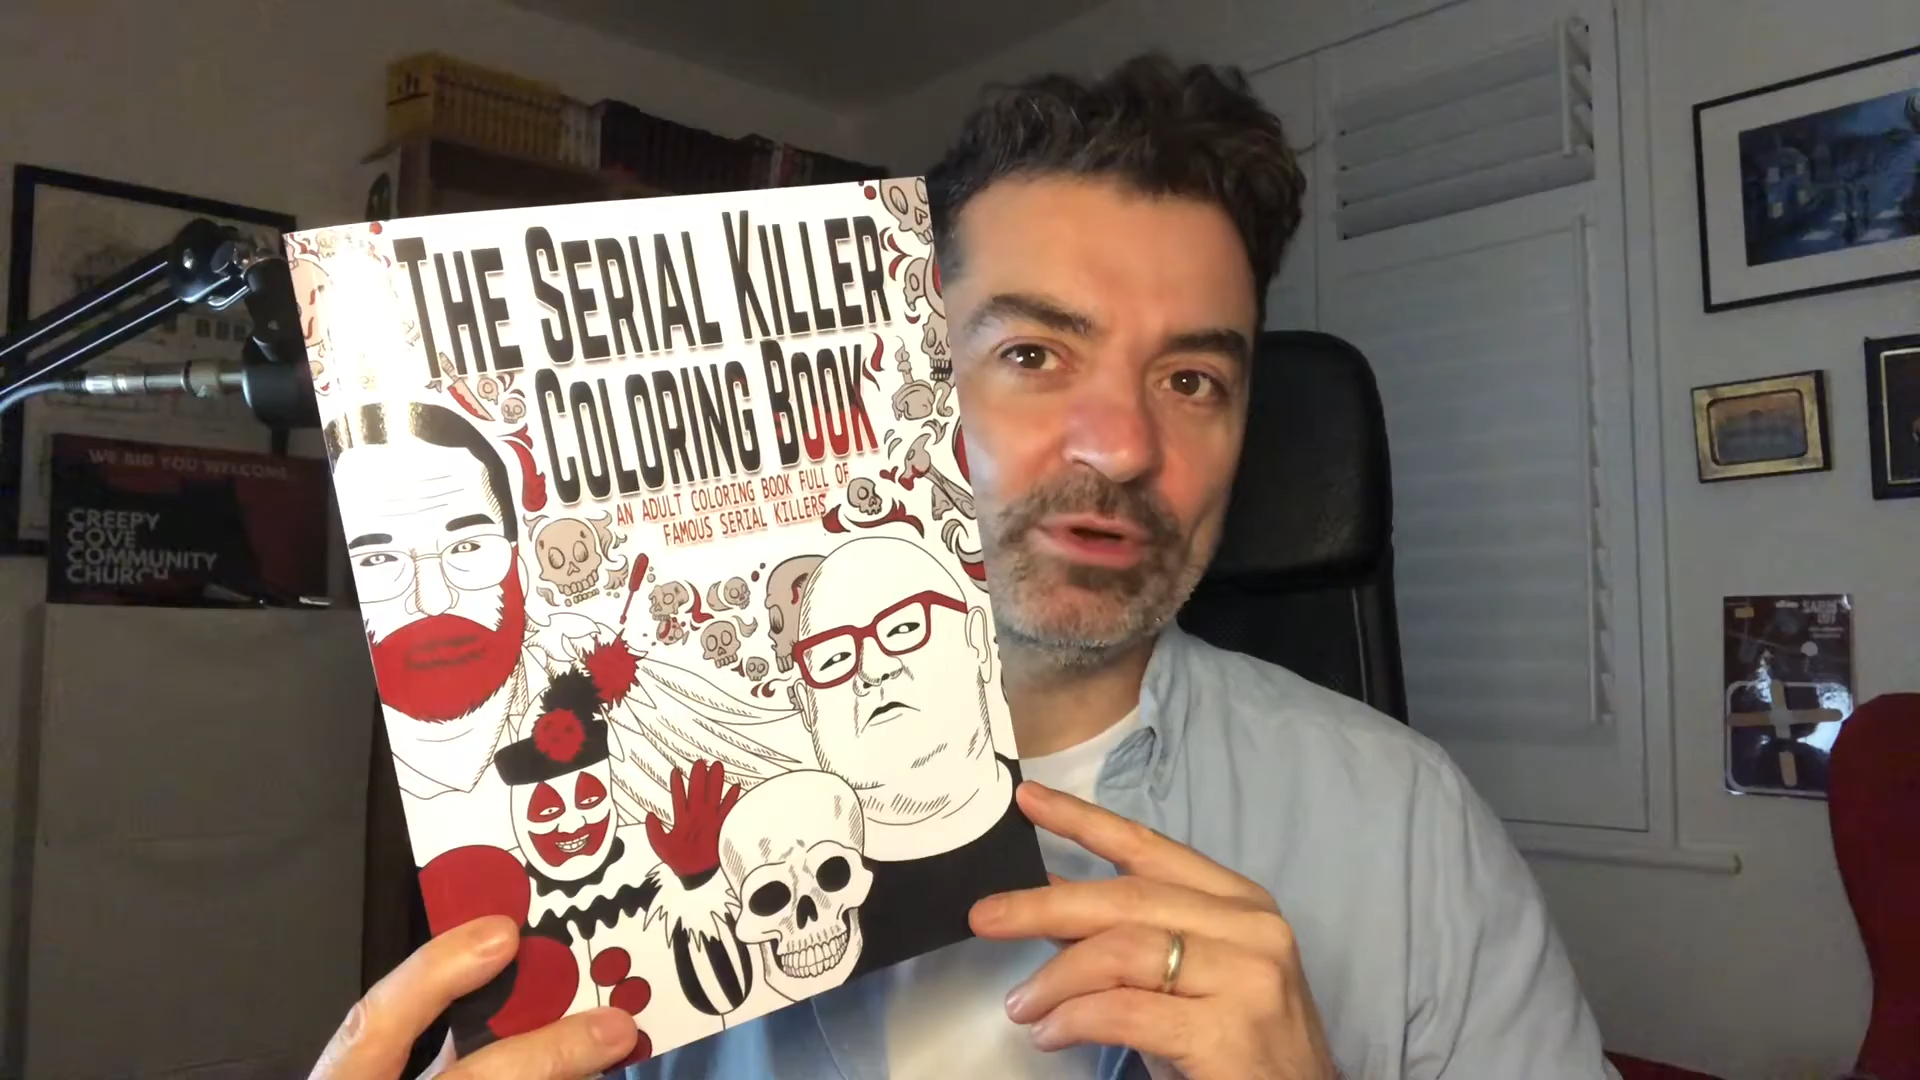 THE SERIAL KILLER
COLORING BOOK
AN ADULT COLORING BOOK FULL OF
FAMOUS SERIAL KILLERS
WE BID YOU WELCOME
CREEPY
COVE
COMMUNITY
CHURCH